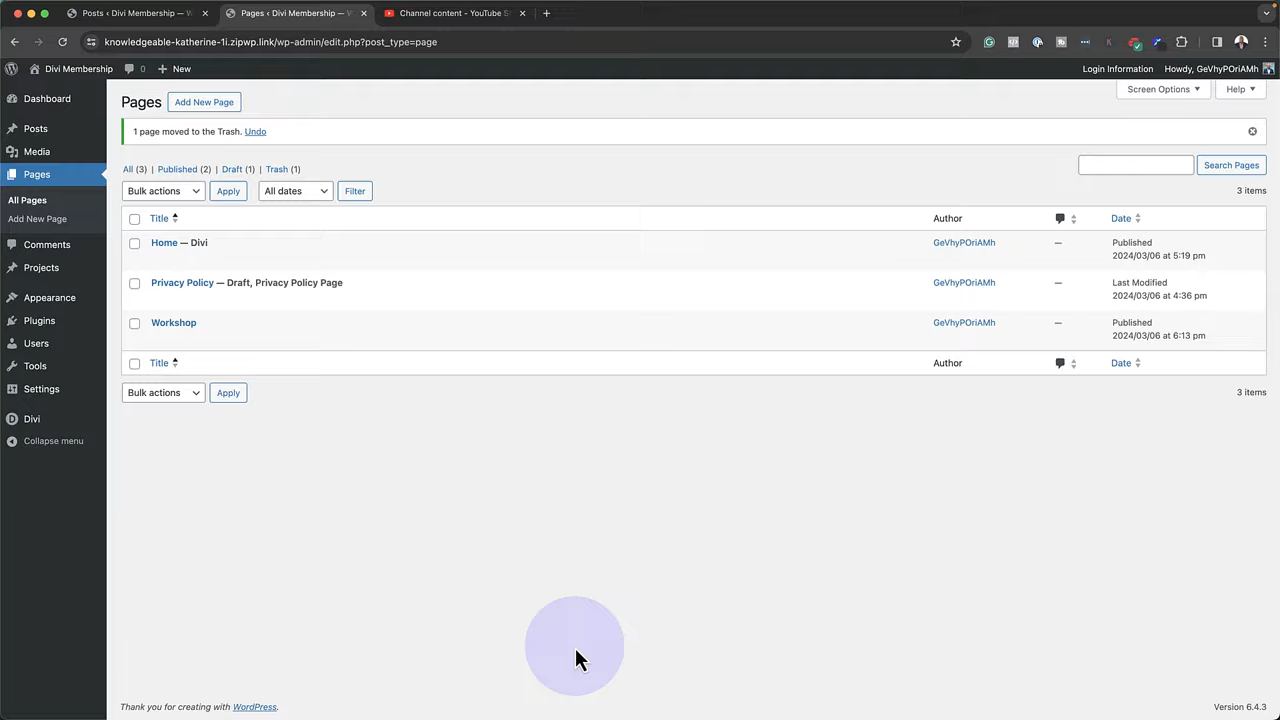 Posts ‹ Divi Membership — W
Pages ‹ Divi Membership — W
Channel content - YouTube S
knowledgeable-katherine-1i.zipwp.link/wp-admin/edit.php?post_type=page
Divi Membership
0
New
Login Information
Howdy, GeVhyPOriAMh
Dashboard
Posts
Media
Pages
All Pages
Add New Page
Comments
Projects
Appearance
Plugins
Users
Tools
Settings
Divi
Collapse menu
Pages
Add New Page
Screen Options
Help
1 page moved to the Trash. Undo
All (3) | Published (2) | Draft (1) | Trash (1)
Search Pages
Bulk actions
Apply
All dates
Filter
3 items
Title
Author
Date
Home — Divi
GeVhyPOriAMh
—
Published
2024/03/06 at 5:19 pm
Privacy Policy — Draft, Privacy Policy Page
GeVhyPOriAMh
—
Last Modified
2024/03/06 at 4:36 pm
Workshop
GeVhyPOriAMh
—
Published
2024/03/06 at 6:13 pm
Title
Author
Date
Bulk actions
Apply
3 items
Thank you for creating with WordPress.
Version 6.4.3